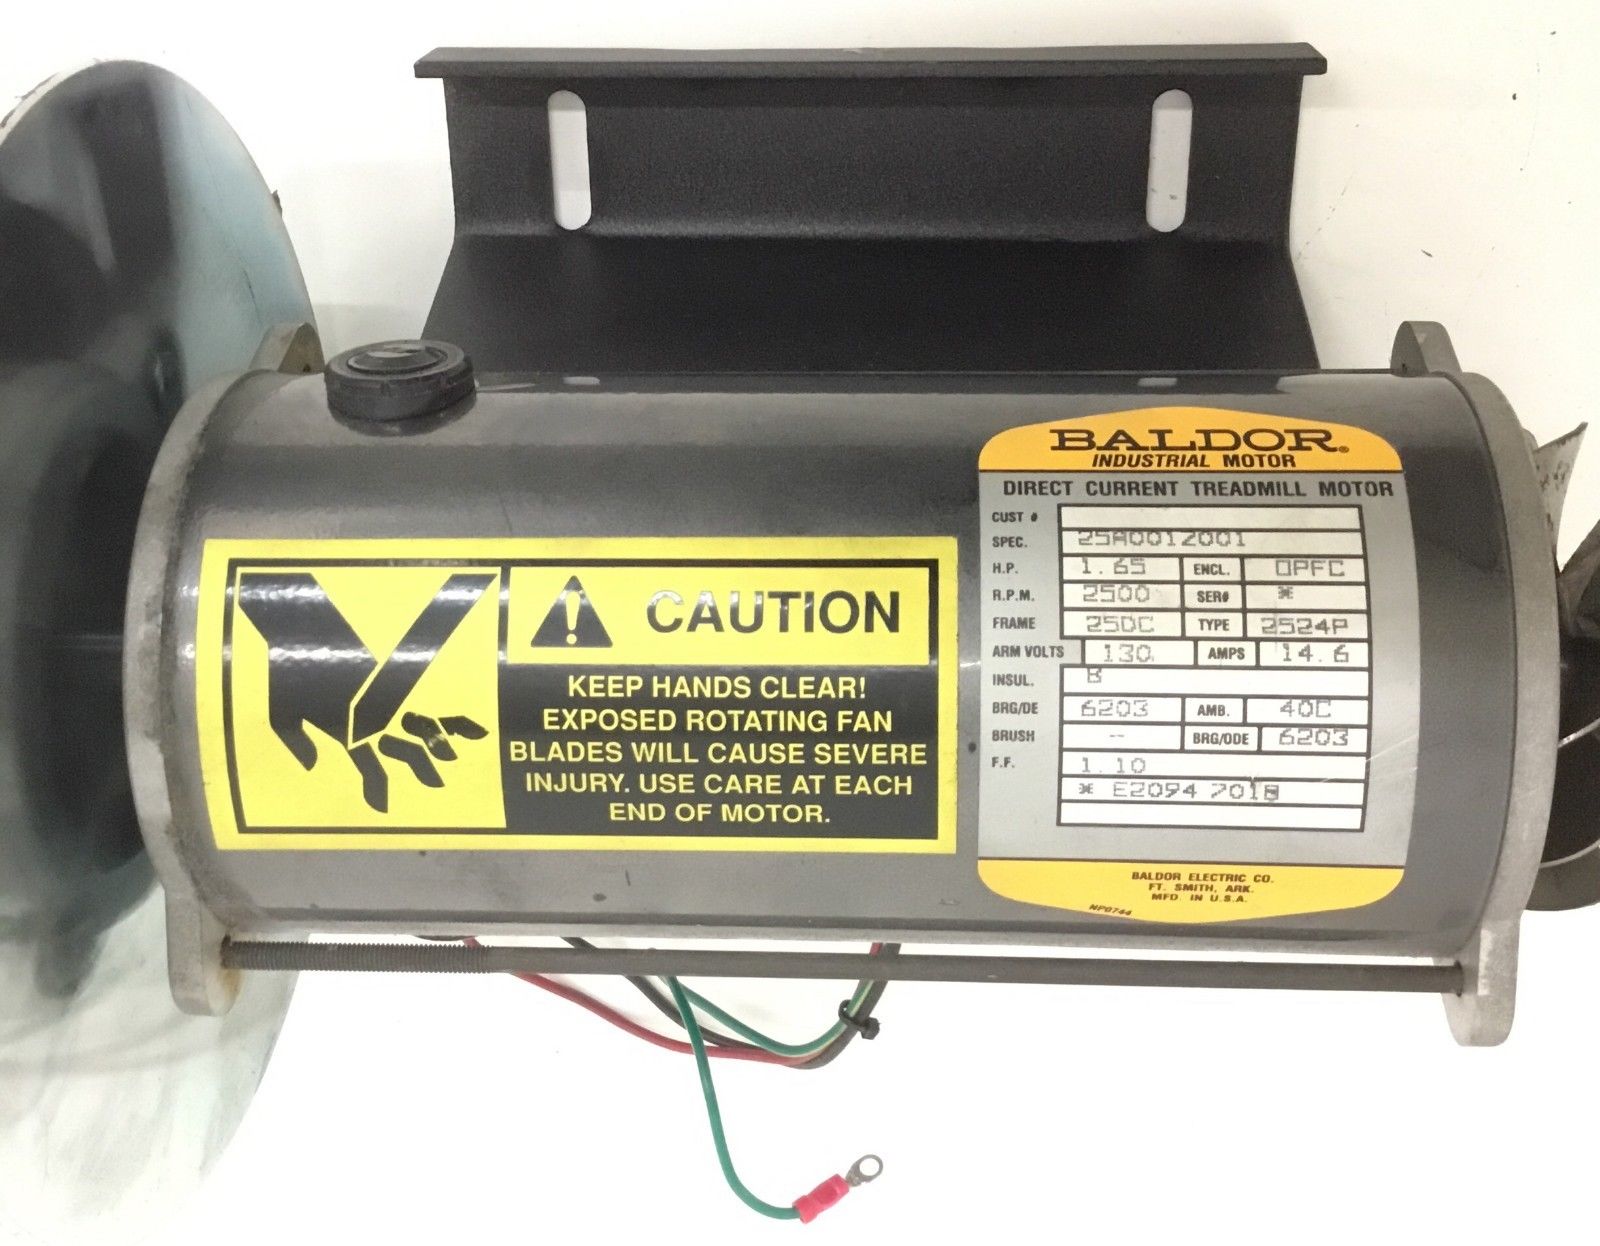 CAUTION
KEEP HANDS CLEAR!
EXPOSED ROTATING FAN
BLADES WILL CAUSE SEVERE
INJURY. USE CARE AT EACH
END OF MOTOR.
BALDOR®
INDUSTRIAL MOTOR
DIRECT CURRENT TREADMILL MOTOR
CUST #
SPEC. 25A0012001
H.P. 1.65 ENCL. OPFC
R.P.M. 2500 SER# *
FRAME 25DC TYPE 2524P
ARM VOLTS 130 AMPS 14.6
INSUL. B
BRG/DE 6203 AMB. 40C
BRUSH -- BRG/ODE 6203
F.F. 1.10
* E2094 7018
BALDOR ELECTRIC CO.
FT. SMITH, ARK.
MFD. IN U.S.A.
NP0744